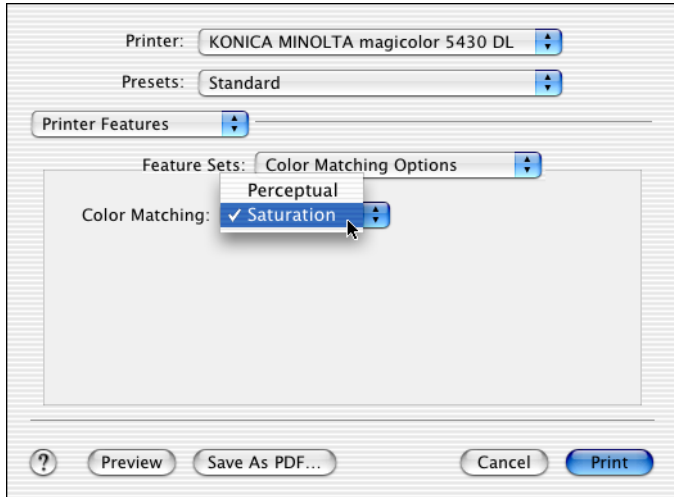 Printer: KONICA MINOLTA magicolor 5430 DL
Presets: Standard
Printer Features
Feature Sets: Color Matching Options
Perceptual
Color Matching: ✓ Saturation
? Preview Save As PDF... Cancel Print